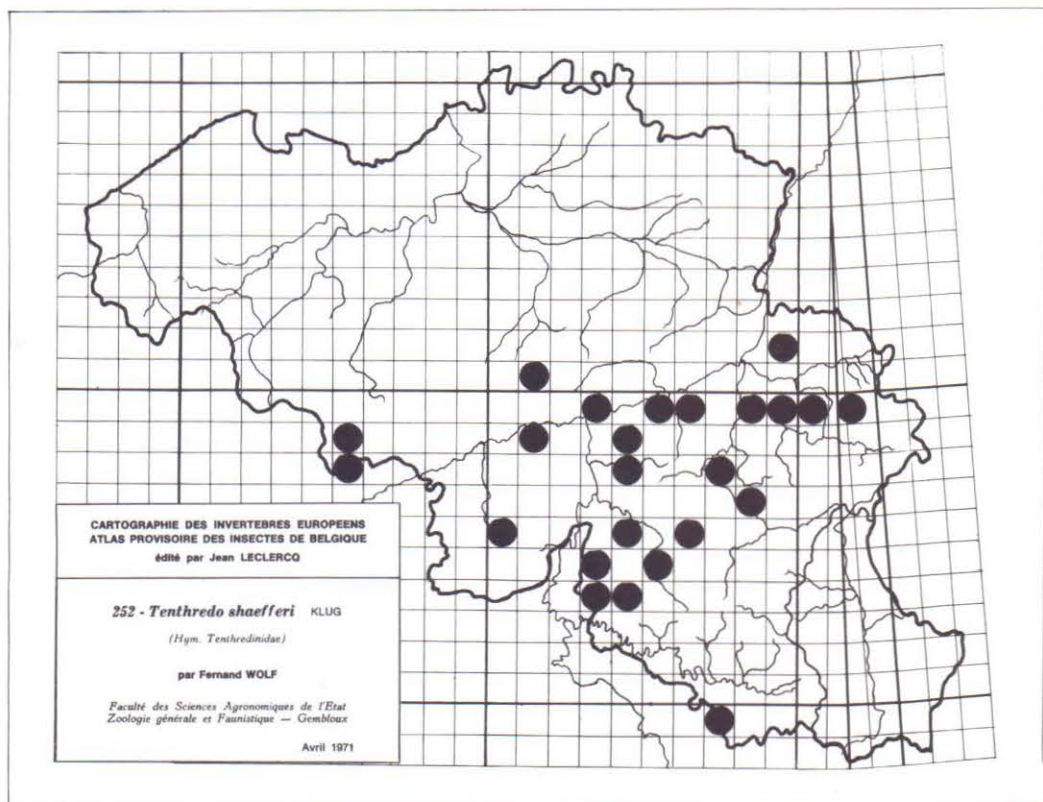 CARTOGRAPHIE DES INVERTEBRES EUROPEENS
ATLAS PROVISOIRE DES INSECTES DE BELGIQUE
édité par Jean LECLERCQ
252 - Tenthredo shaefferi KLUG
(Hym. Tenthredinidae)
par Fernand WOLF
Faculté des Sciences Agronomiques de l'Etat
Zoologie générale et Faunistique — Gembloux
Avril 1971